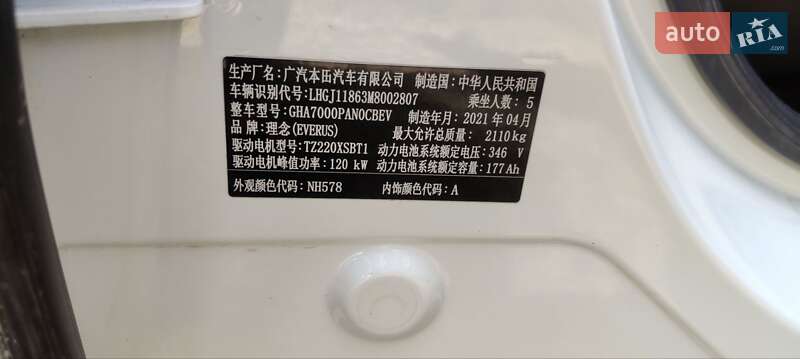 auto RIA.com
生产厂名：广汽本田汽车有限公司 制造国：中华人民共和国
车辆识别代号：LHGJ11863M8002807 乘坐人数：5
整车型号：GHA7000PAN0CBEV 制造年月：2021年04月
品牌：理念(EVERUS) 最大允许总质量： 2110kg
驱动电机型号：TZ220XSBT1 动力电池系统额定电压：346 V
驱动电机峰值功率：120 kW 动力电池系统额定容量：177Ah
外观颜色代码：NH578 内饰颜色代码：A